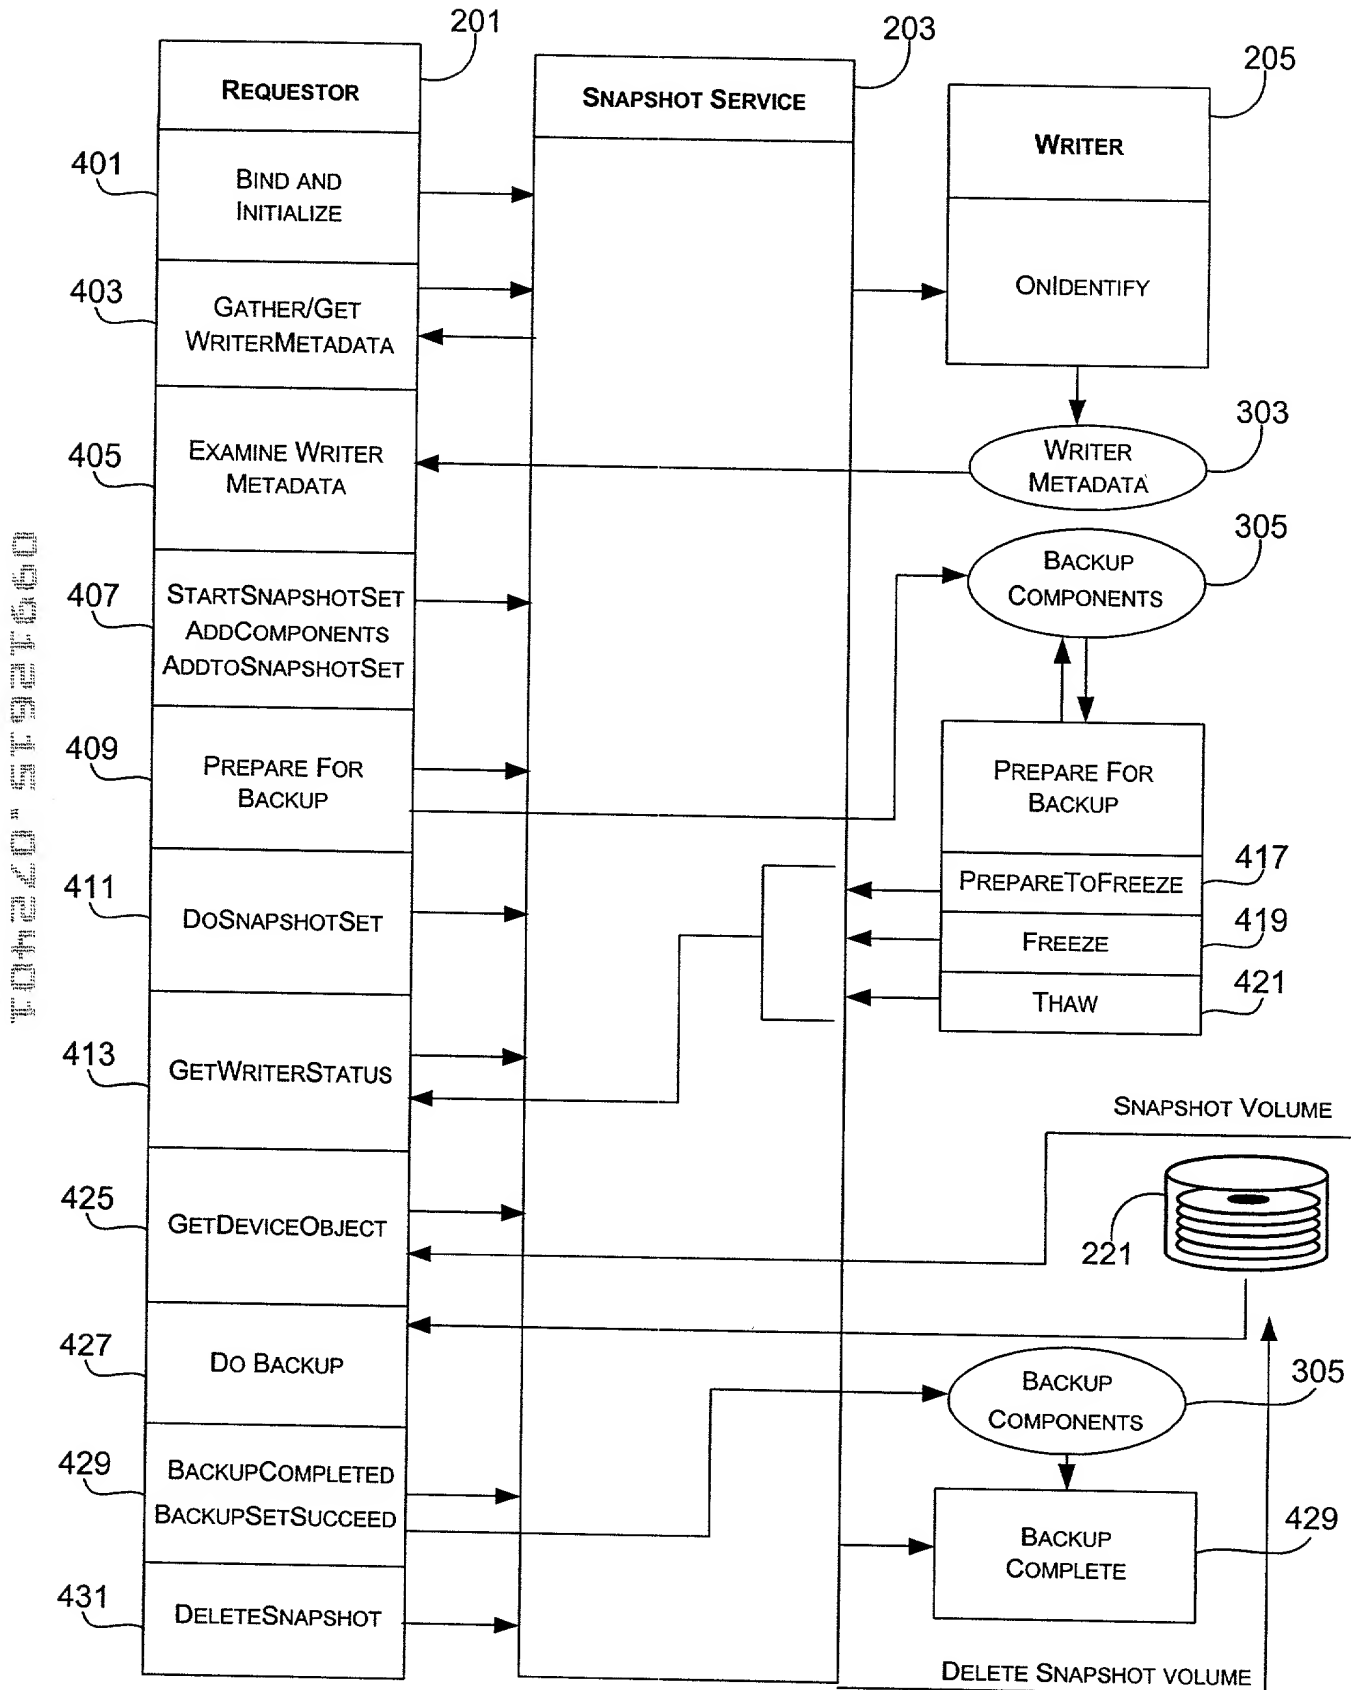 201
203
205
REQUESTOR
SNAPSHOT SERVICE
WRITER
401
BIND AND
INITIALIZE
403
GATHER/GET
WRITERMETADATA
ONIDENTIFY
405
EXAMINE WRITER
METADATA
303
WRITER
METADATA
305
BACKUP
COMPONENTS
407
STARTSNAPSHOTSET
ADDCOMPONENTS
ADDTOSNAPSHOTSET
409
PREPARE FOR
BACKUP
PREPARE FOR
BACKUP
411
DOSNAPSHOTSET
417
PREPARETOFREEZE
419
FREEZE
421
THAW
413
GETWRITERSTATUS
SNAPSHOT VOLUME
425
GETDEVICEOBJECT
221
427
DO BACKUP
305
BACKUP
COMPONENTS
429
BACKUPCOMPLETED
BACKUPSETSUCCEED
429
BACKUP
COMPLETE
431
DELETESNAPSHOT
DELETE SNAPSHOT VOLUME
09912615.072401